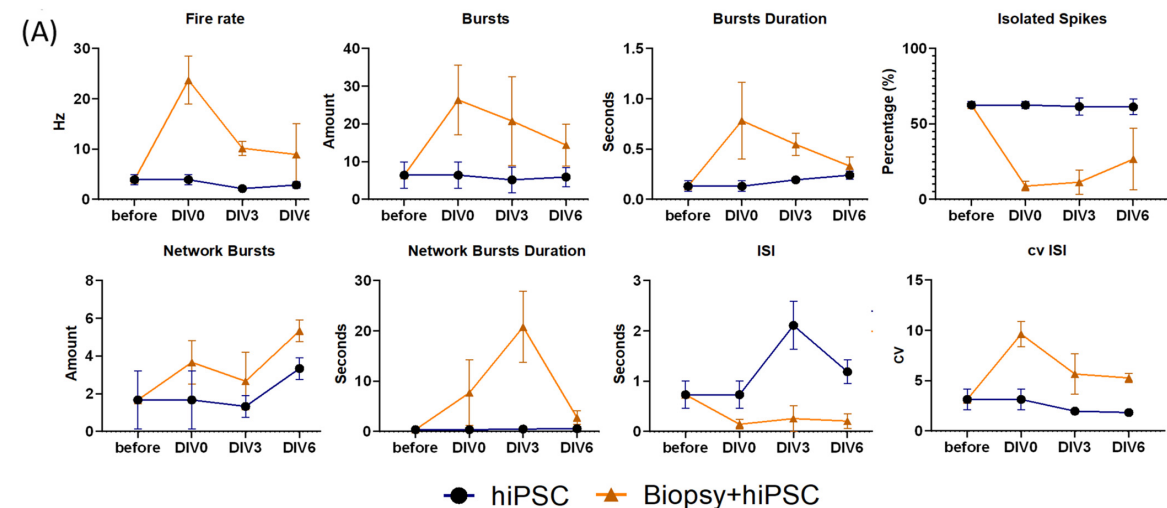 (A)
Fire rate
Hz
30
20
10
0
before DIV0 DIV3 DIV6
Bursts
Amount
40
30
20
10
0
before DIV0 DIV3 DIV6
Bursts Duration
Seconds
1.5
1.0
0.5
0.0
before DIV0 DIV3 DIV6
Isolated Spikes
Percentage (%)
100
50
0
before DIV0 DIV3 DIV6
Network Bursts
Amount
8
6
4
2
0
before DIV0 DIV3 DIV6
Network Bursts Duration
Seconds
30
20
10
0
before DIV0 DIV3 DIV6
ISI
Seconds
3
2
1
0
before DIV0 DIV3 DIV6
cv ISI
cv
15
10
5
0
before DIV0 DIV3 DIV6
hiPSC Biopsy+hiPSC